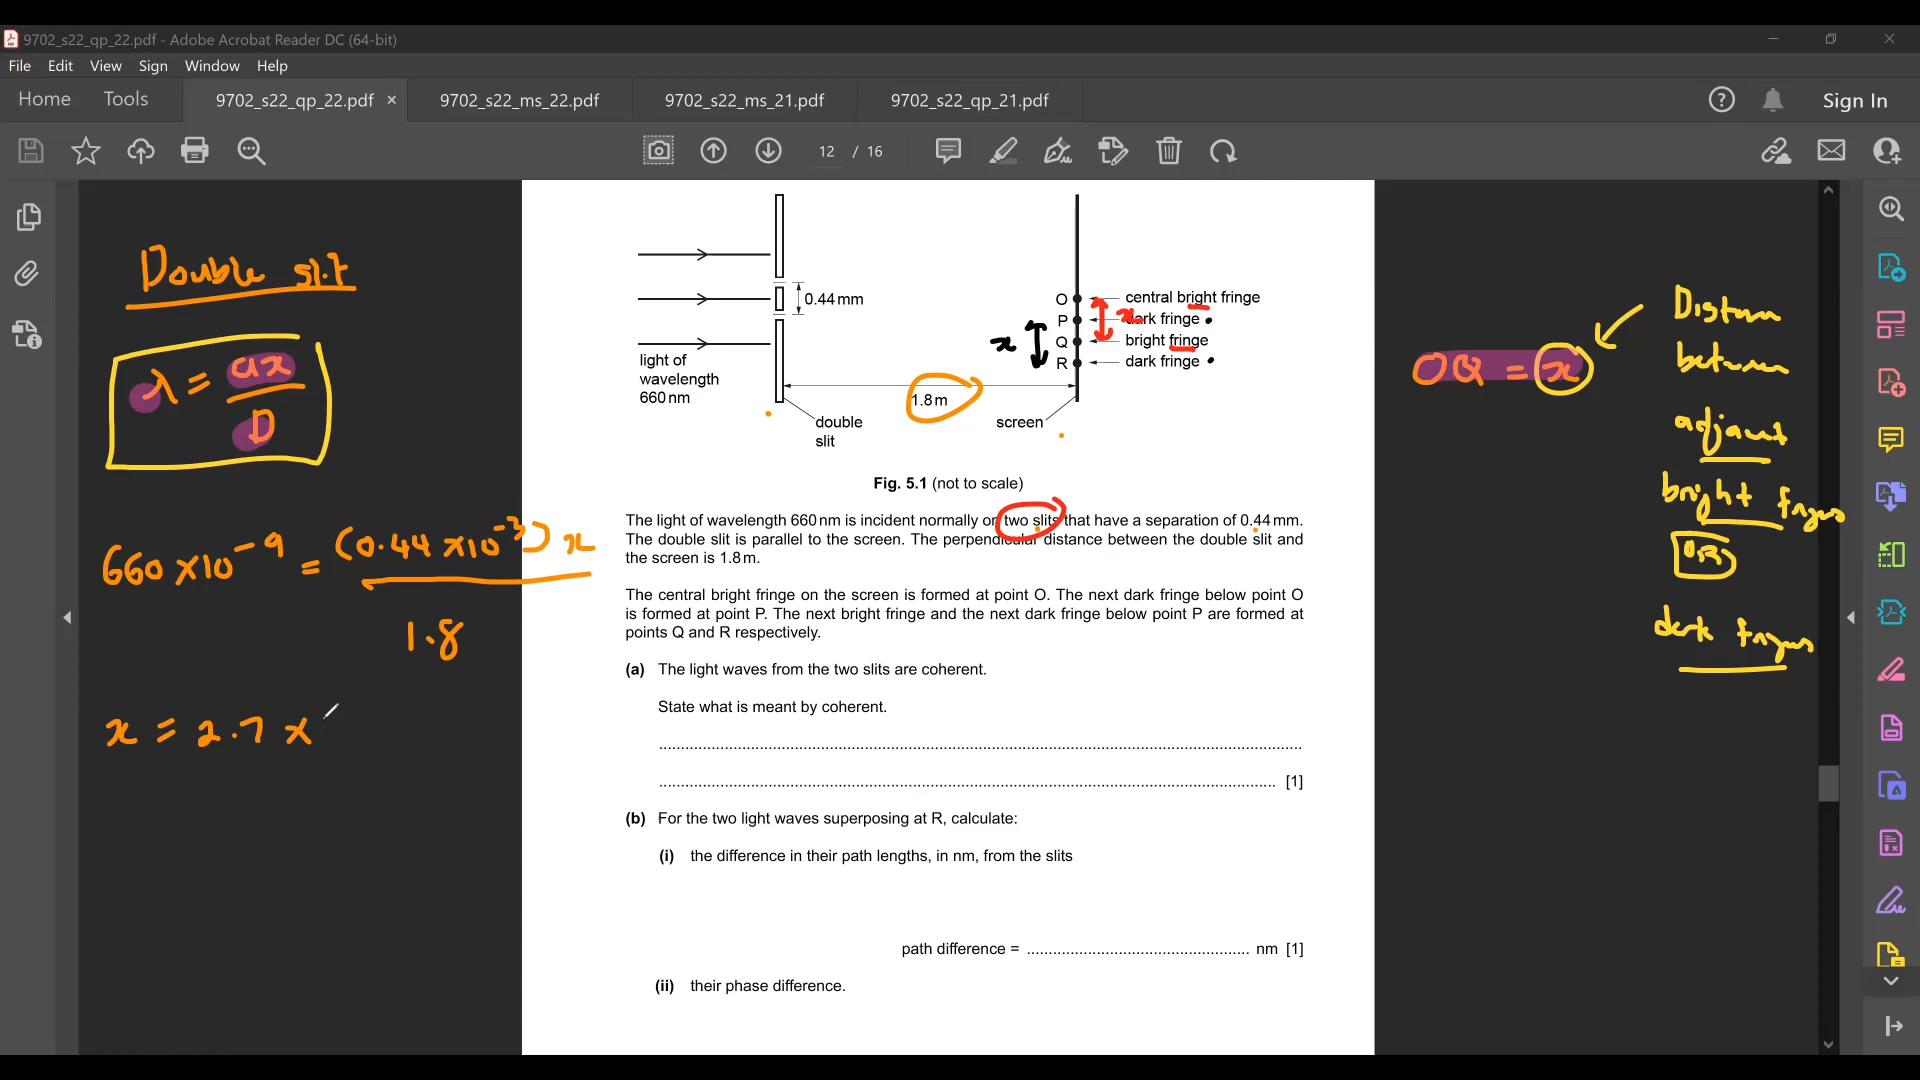 9702_s22_qp_22.pdf - Adobe Acrobat Reader DC (64-bit)
File Edit View Sign Window Help
Home Tools 9702_s22_qp_22.pdf × 9702_s22_ms_22.pdf 9702_s22_ms_21.pdf 9702_s22_qp_21.pdf Sign In
12 / 16
Double slit
λ = ax
D
660 x 10⁻⁹ = (0.44 x 10⁻³) x
1.8
x = 2.7 x
0.44 mm
light of
wavelength
660 nm
1.8 m
double
slit
screen
O central bright fringe
P dark fringe
Q bright fringe
R dark fringe
x
x
Fig. 5.1 (not to scale)
The light of wavelength 660 nm is incident normally on two slits that have a separation of 0.44 mm.
The double slit is parallel to the screen. The perpendicular distance between the double slit and
the screen is 1.8 m.
The central bright fringe on the screen is formed at point O. The next dark fringe below point O
is formed at point P. The next bright fringe and the next dark fringe below point P are formed at
points Q and R respectively.
(a) The light waves from the two slits are coherent.
State what is meant by coherent.
[1]
(b) For the two light waves superposing at R, calculate:
(i) the difference in their path lengths, in nm, from the slits
path difference = ............ nm [1]
(ii) their phase difference.
OQ = x
between
bright
OR
dark